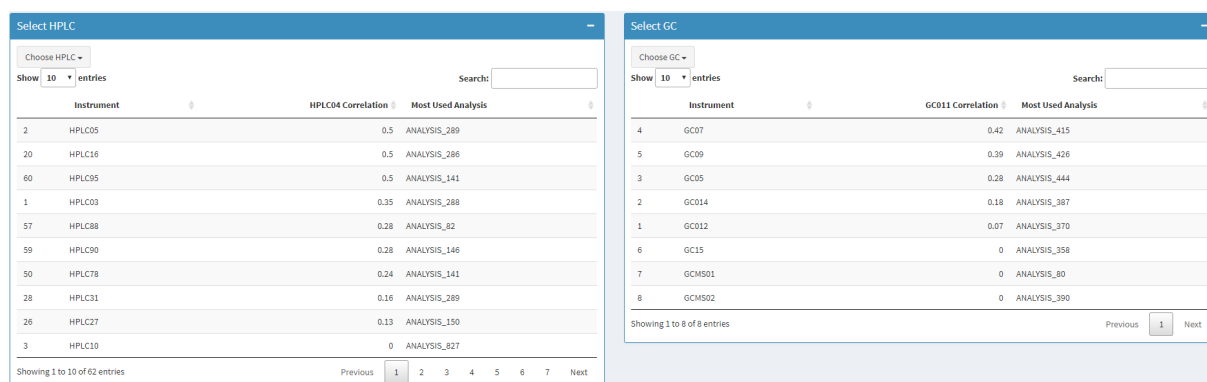 Select HPLC
Choose HPLC
Show 10 entries
Search:
Instrument HPLC04 Correlation Most Used Analysis
2 HPLC05 0.5 ANALYSIS_289
20 HPLC16 0.5 ANALYSIS_286
60 HPLC95 0.5 ANALYSIS_141
1 HPLC03 0.35 ANALYSIS_288
57 HPLC88 0.28 ANALYSIS_82
59 HPLC90 0.28 ANALYSIS_146
50 HPLC78 0.24 ANALYSIS_141
28 HPLC31 0.16 ANALYSIS_289
26 HPLC27 0.13 ANALYSIS_150
3 HPLC10 0 ANALYSIS_827
Showing 1 to 10 of 62 entries
Previous 1 2 3 4 5 6 7 Next
Select GC
Choose GC
Show 10 entries
Search:
Instrument GC011 Correlation Most Used Analysis
4 GC07 0.42 ANALYSIS_415
5 GC09 0.39 ANALYSIS_426
3 GC05 0.28 ANALYSIS_444
2 GC014 0.18 ANALYSIS_387
1 GC012 0.07 ANALYSIS_370
6 GC15 0 ANALYSIS_358
7 GCMS01 0 ANALYSIS_80
8 GCMS02 0 ANALYSIS_390
Showing 1 to 8 of 8 entries
Previous 1 Next